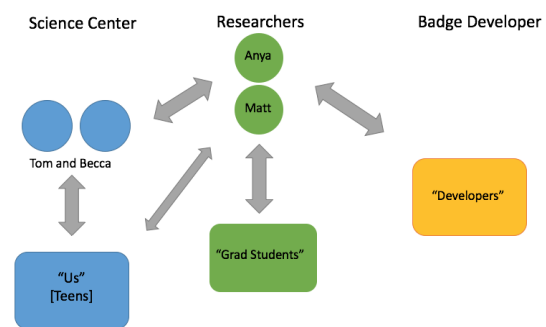 Science Center
Researchers
Badge Developer
Anya
Matt
Tom and Becca
“Developers”
“Us”
[Teens]
“Grad Students”